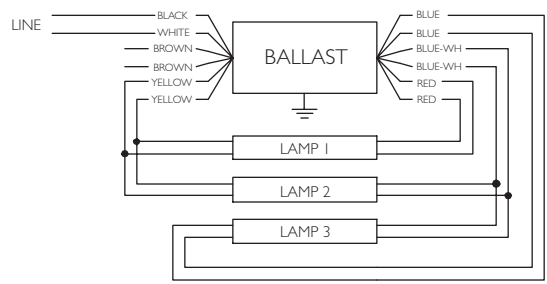 LINE
BLACK
WHITE
BROWN
BROWN
YELLOW
YELLOW
BALLAST
BLUE
BLUE
BLUE-WH
BLUE-WH
RED
RED
LAMP 1
LAMP 2
LAMP 3